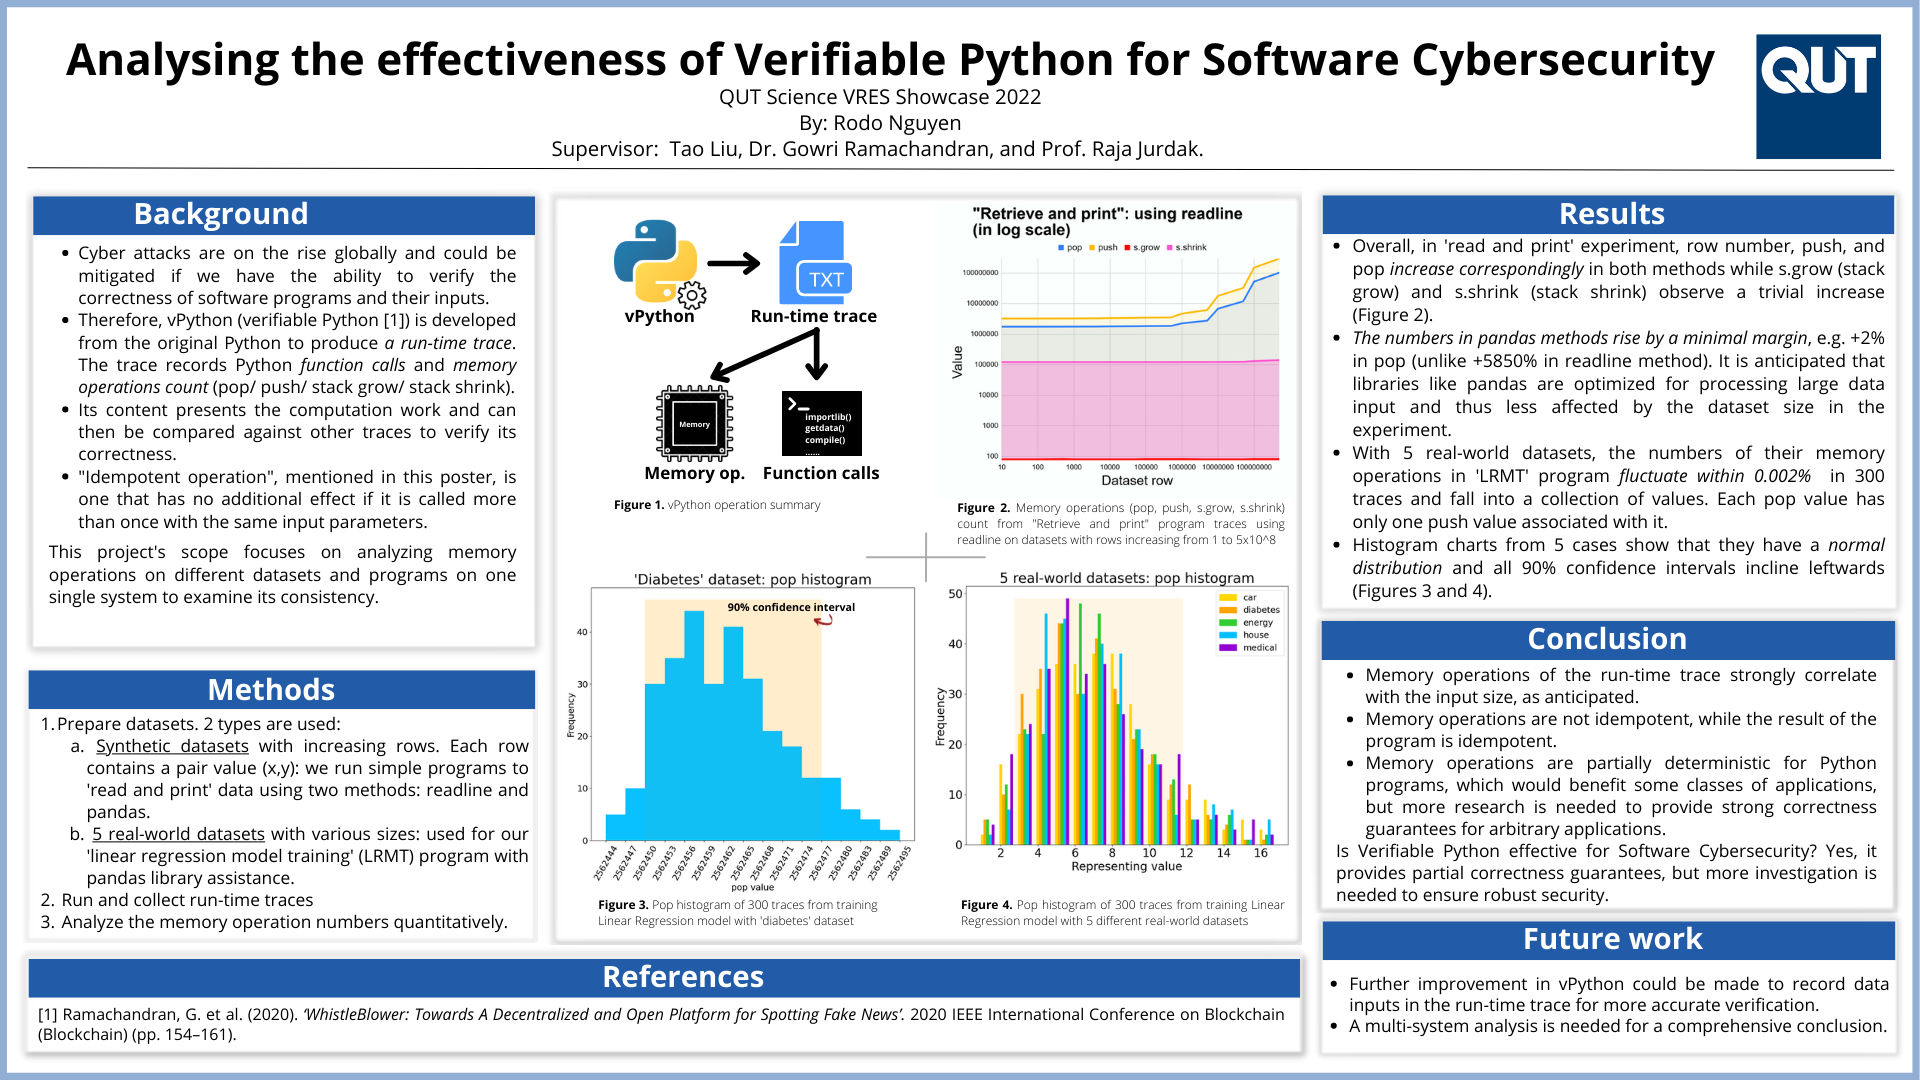 Analysing the effectiveness of Verifiable Python for Software Cybersecurity
QUT Science VRES Showcase 2022
By: Rodo Nguyen
Supervisor:  Tao Liu, Dr. Gowri Ramachandran, and Prof. Raja Jurdak.
QUT
Background
• Cyber attacks are on the rise globally and could be
mitigated if we have the ability to verify the
correctness of software programs and their inputs.
• Therefore, vPython (verifiable Python [1]) is developed
from the original Python to produce a run-time trace.
The trace records Python function calls and memory
operations count (pop/ push/ stack grow/ stack shrink).
• Its content presents the computation work and can
then be compared against other traces to verify its
correctness.
• "Idempotent operation", mentioned in this poster, is
one that has no additional effect if it is called more
than once with the same input parameters.
This project's scope focuses on analyzing memory
operations on different datasets and programs on one
single system to examine its consistency.
Methods
1. Prepare datasets. 2 types are used:
a. Synthetic datasets with increasing rows. Each row
contains a pair value (x,y): we run simple programs to
'read and print' data using two methods: readline and
pandas.
b. 5 real-world datasets with various sizes: used for our
'linear regression model training' (LRMT) program with
pandas library assistance.
2. Run and collect run-time traces
3. Analyze the memory operation numbers quantitatively.
TXT
vPython
Run-time trace
Memory
importlib()
getdata()
compile()
......
Memory op.
Function calls
Figure 1. vPython operation summary
"Retrieve and print": using readline
(in log scale)
pop push s.grow s.shrink
100000000
10000000
1000000
100000
10000
1000
100
Value
10 100 1000 10000 100000 1000000 10000000 100000000
Dataset row
Figure 2. Memory operations (pop, push, s.grow, s.shrink)
count from "Retrieve and print" program traces using
readline on datasets with rows increasing from 1 to 5x10^8
'Diabetes' dataset: pop histogram
90% confidence interval
40
30
20
10
0
Frequency
2562444 2562447 2562450 2562453 2562456 2562459 2562462 2562465 2562468 2562471 2562474 2562477 2562480 2562483 2562489 2562495
pop value
Figure 3. Pop histogram of 300 traces from training
Linear Regression model with 'diabetes' dataset
5 real-world datasets: pop histogram
car
diabetes
energy
house
medical
50
40
30
20
10
0
Frequency
2 4 6 8 10 12 14 16
Representing value
Figure 4. Pop histogram of 300 traces from training Linear
Regression model with 5 different real-world datasets
Results
• Overall, in 'read and print' experiment, row number, push, and
pop increase correspondingly in both methods while s.grow (stack
grow) and s.shrink (stack shrink) observe a trivial increase
(Figure 2).
• The numbers in pandas methods rise by a minimal margin, e.g. +2%
in pop (unlike +5850% in readline method). It is anticipated that
libraries like pandas are optimized for processing large data
input and thus less affected by the dataset size in the
experiment.
• With 5 real-world datasets, the numbers of their memory
operations in 'LRMT' program fluctuate within 0.002%  in 300
traces and fall into a collection of values. Each pop value has
only one push value associated with it.
• Histogram charts from 5 cases show that they have a normal
distribution and all 90% confidence intervals incline leftwards
(Figures 3 and 4).
Conclusion
• Memory operations of the run-time trace strongly correlate
with the input size, as anticipated.
• Memory operations are not idempotent, while the result of the
program is idempotent.
• Memory operations are partially deterministic for Python
programs, which would benefit some classes of applications,
but more research is needed to provide strong correctness
guarantees for arbitrary applications.
Is Verifiable Python effective for Software Cybersecurity? Yes, it
provides partial correctness guarantees, but more investigation is
needed to ensure robust security.
Future work
• Further improvement in vPython could be made to record data
inputs in the run-time trace for more accurate verification.
• A multi-system analysis is needed for a comprehensive conclusion.
References
[1] Ramachandran, G. et al. (2020). ‘WhistleBlower: Towards A Decentralized and Open Platform for Spotting Fake News’. 2020 IEEE International Conference on Blockchain
(Blockchain) (pp. 154–161).